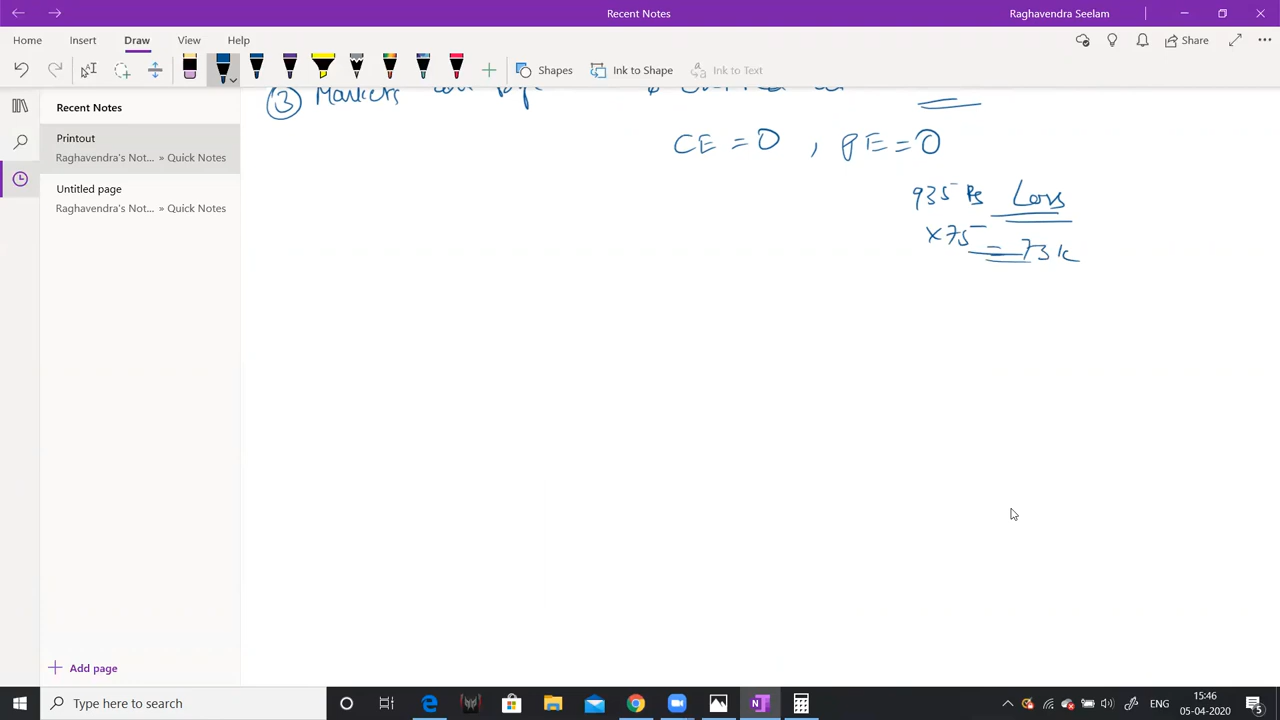 Recent Notes
Raghavendra Seelam
Home Insert Draw View Help
Share
Shapes
Ink to Shape
Ink to Text
Recent Notes
Printout
Raghavendra's Not... » Quick Notes
Untitled page
Raghavendra's Not... » Quick Notes
Add page
③ Markets
CE = 0 , PE = 0
935 Rs Loss
x75 = 73k
Type here to search
ENG
15:46
05-04-2020
5